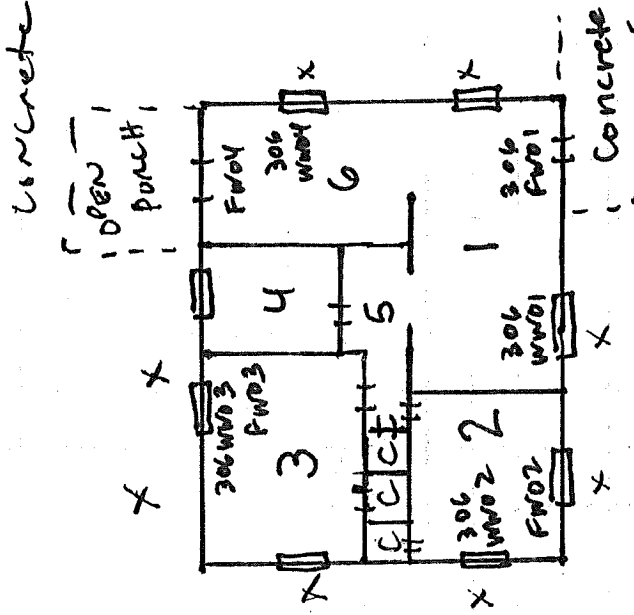 Concrete
OPEN
PORCH
X
X
X
X
FW04
306
WW04
6
4
5
306 WW03
FW03
3
C
C
C
1
306
FW01
306
WW01
2
306
WW02
FW02
X
X
X
X
Concrete